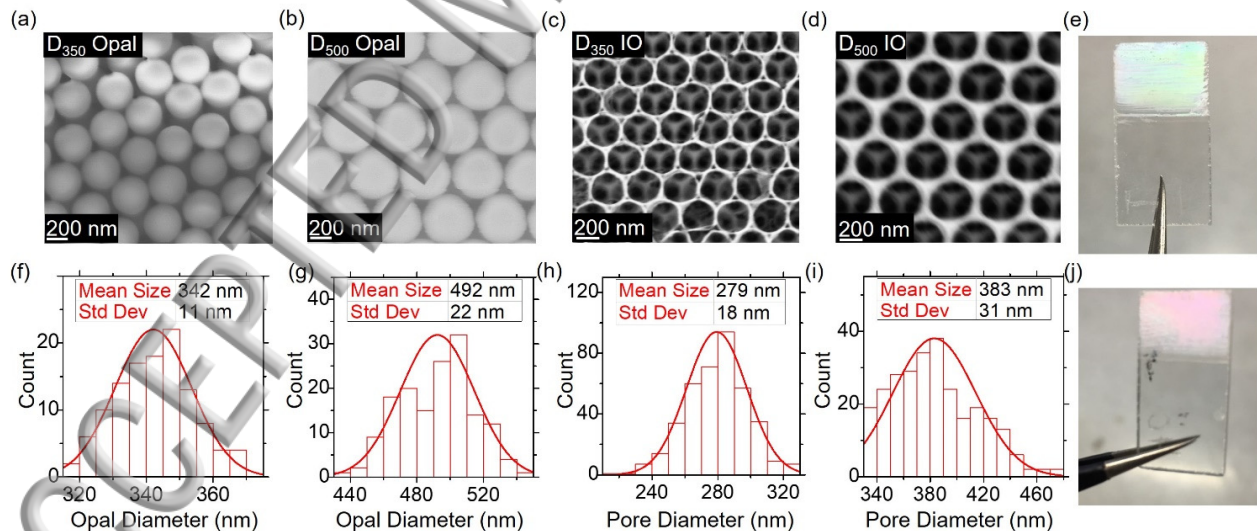 (a) (b) (c) (d) (e)
D350 Opal D500 Opal D350 IO D500 IO
200 nm 200 nm 200 nm 200 nm
(f) (g) (h) (i) (j)
Mean Size 342 nm
Std Dev 11 nm
20
10
0
Count
320 340 360
Opal Diameter (nm)
Mean Size 492 nm
Std Dev 22 nm
40
30
20
10
0
Count
440 480 520
Opal Diameter (nm)
Mean Size 279 nm
Std Dev 18 nm
120
80
40
0
Count
240 280 320
Pore Diameter (nm)
Mean Size 383 nm
Std Dev 31 nm
40
20
0
Count
340 380 420 460
Pore Diameter (nm)
CCEPTED M